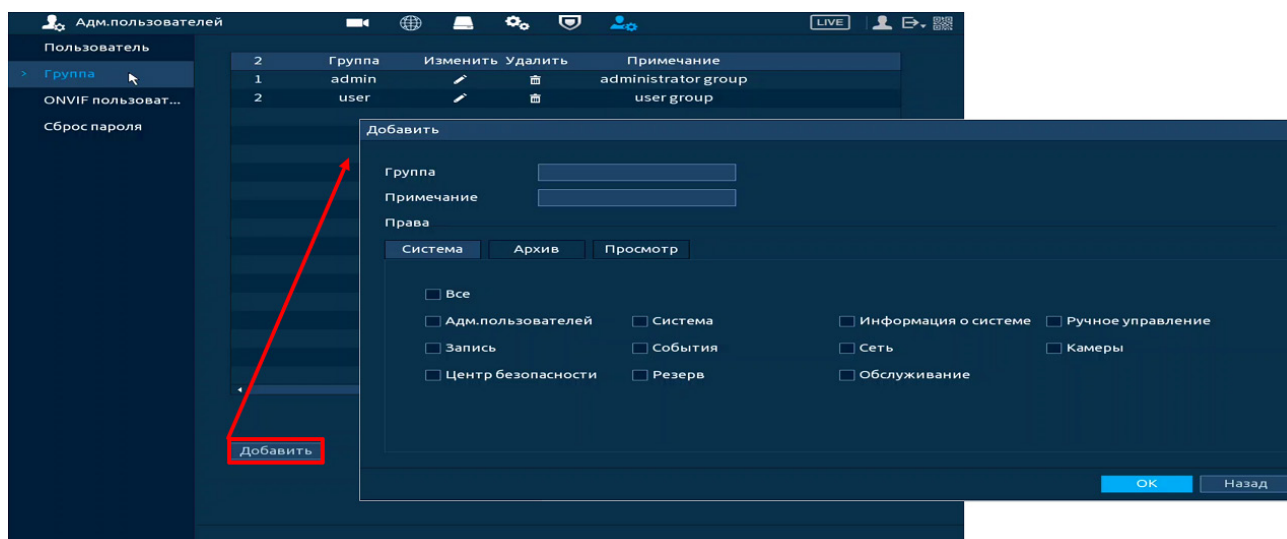 Адм.пользователей LIVE
Пользователь
Группа
ONVIF пользоват...
Сброс пароля
2 Группа Изменить Удалить Примечание
1 admin administrator group
2 user user group
Добавить
Добавить
Группа
Примечание
Права
Система Архив Просмотр
Все
Адм.пользователей Система Информация о системе Ручное управление
Запись События Сеть Камеры
Центр безопасности Резерв Обслуживание
OK Назад